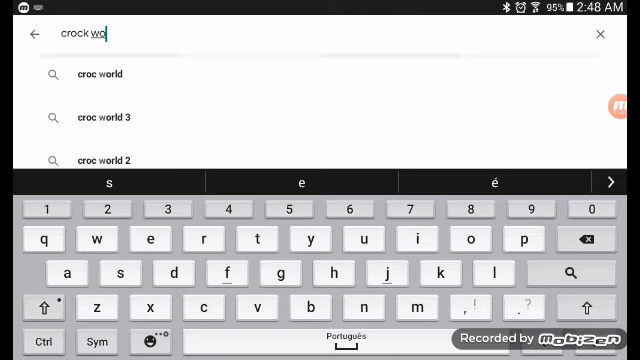 95% 2:48 AM
crock wo
croc world
croc world 3
croc world 2
s e é
1 2 3 4 5 6 7 8 9 0
q w e r t y u i o p
a s d f g h j k l
z x c v b n m , ! . ?
Ctrl Sym Português
Recorded by mobizen